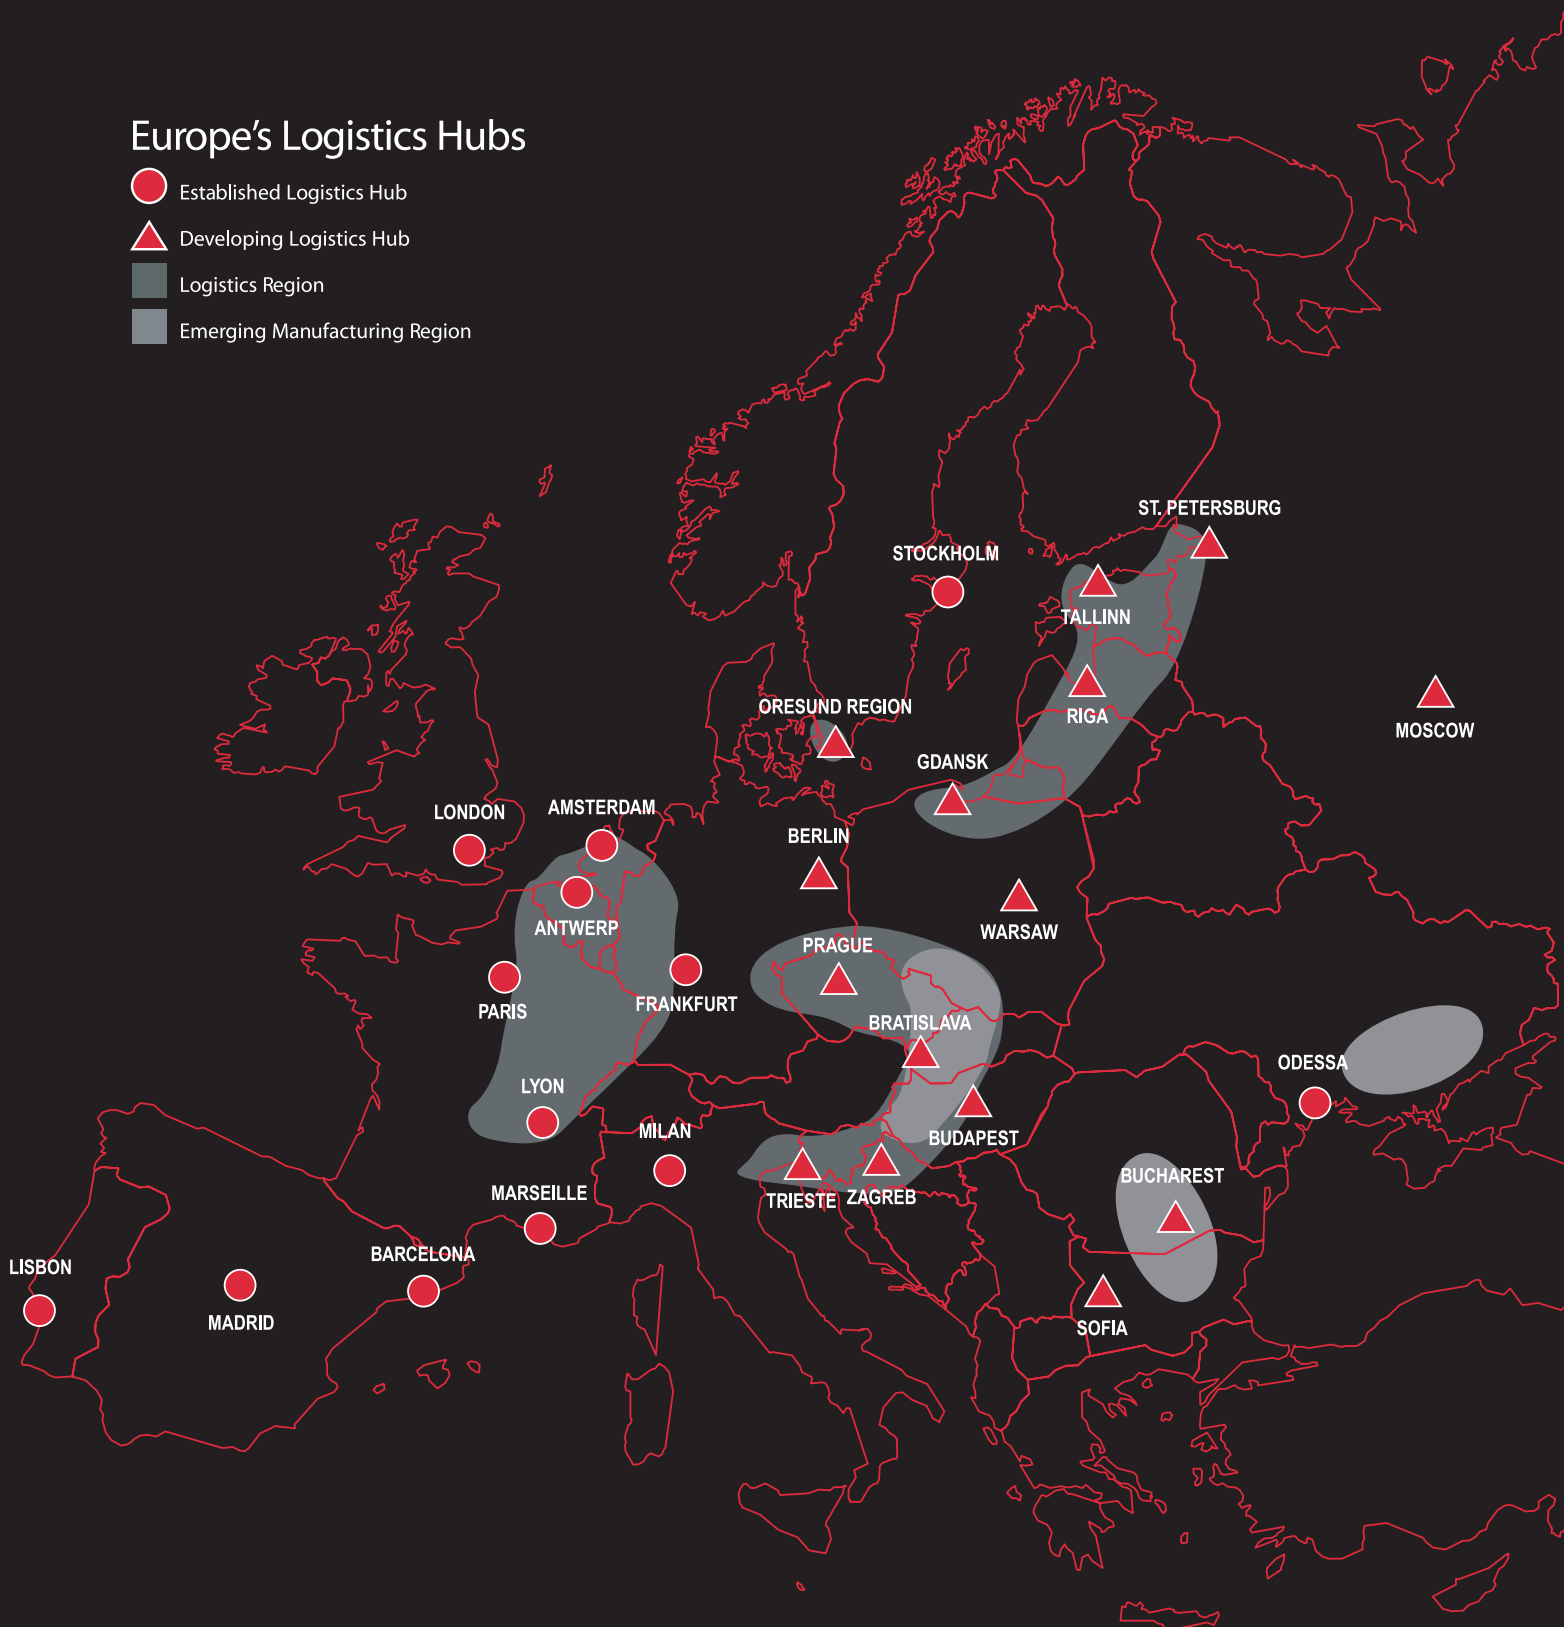 Europe's Logistics Hubs
Established Logistics Hub
Developing Logistics Hub
Logistics Region
Emerging Manufacturing Region
ST. PETERSBURG
STOCKHOLM
TALLINN
ORESUND REGION
RIGA
MOSCOW
GDANSK
LONDON
AMSTERDAM
BERLIN
ANTWERP
WARSAW
PRAGUE
PARIS
FRANKFURT
BRATISLAVA
ODESSA
LYON
MILAN
BUDAPEST
BUCHAREST
MARSEILLE
TRIESTE
ZAGREB
BARCELONA
LISBON
MADRID
SOFIA